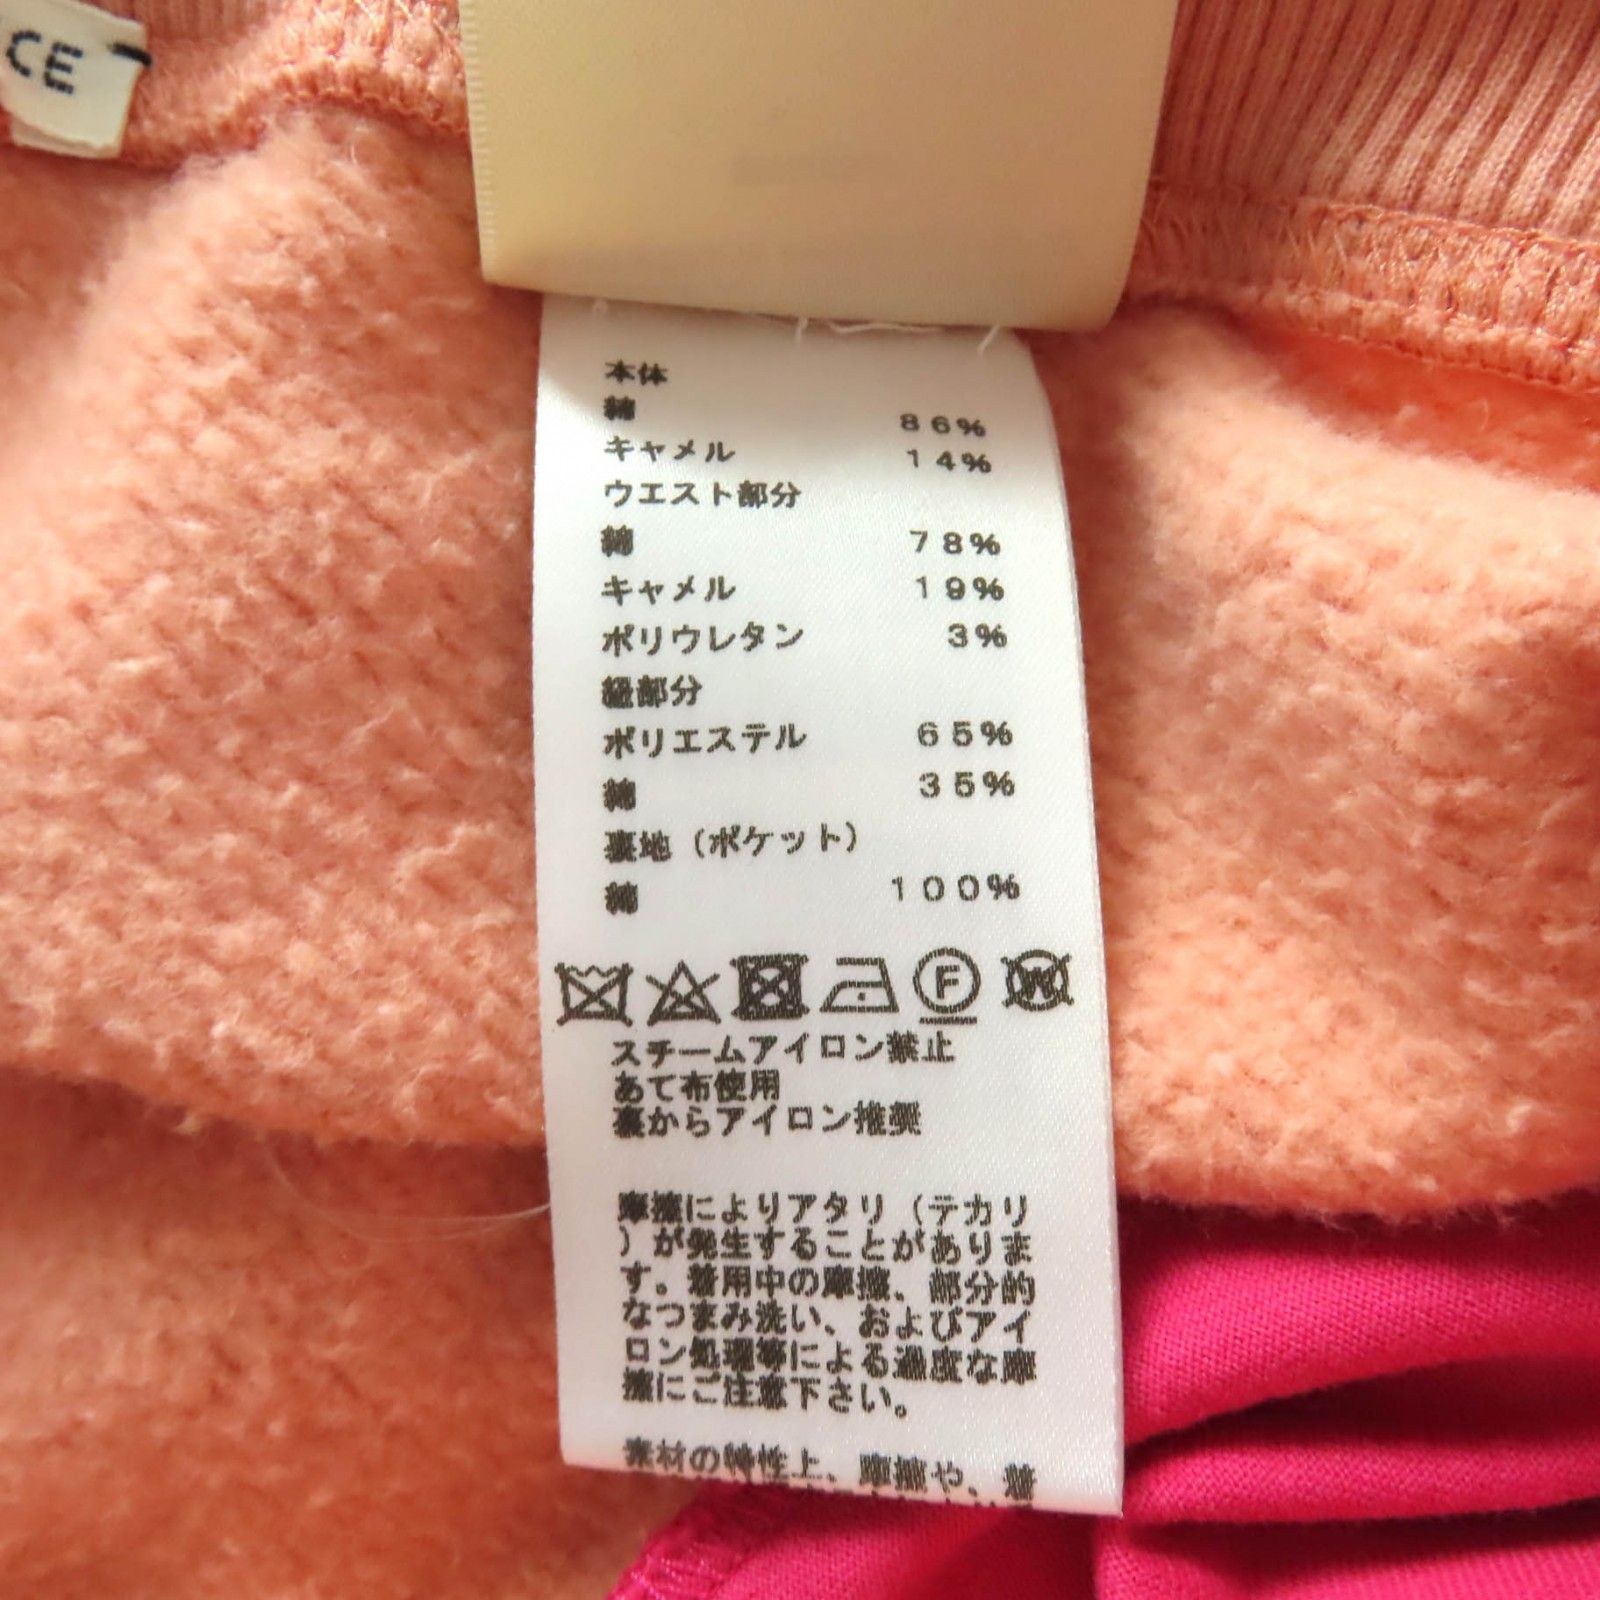 CE
本体
綿 86%
キャメル 14%
ウエスト部分
綿 78%
キャメル 19%
ポリウレタン 3%
紐部分
ポリエステル 65%
綿 35%
裏地（ポケット）
綿 100%
F W
スチームアイロン禁止
あて布使用
裏からアイロン推奨
摩擦によりアタリ（テカリ
）が発生することがありま
す。着用中の摩擦、部分的
なつまみ洗い、およびアイ
ロン処理等による過度な摩
擦にご注意下さい。
素材の特性上、摩擦や、着